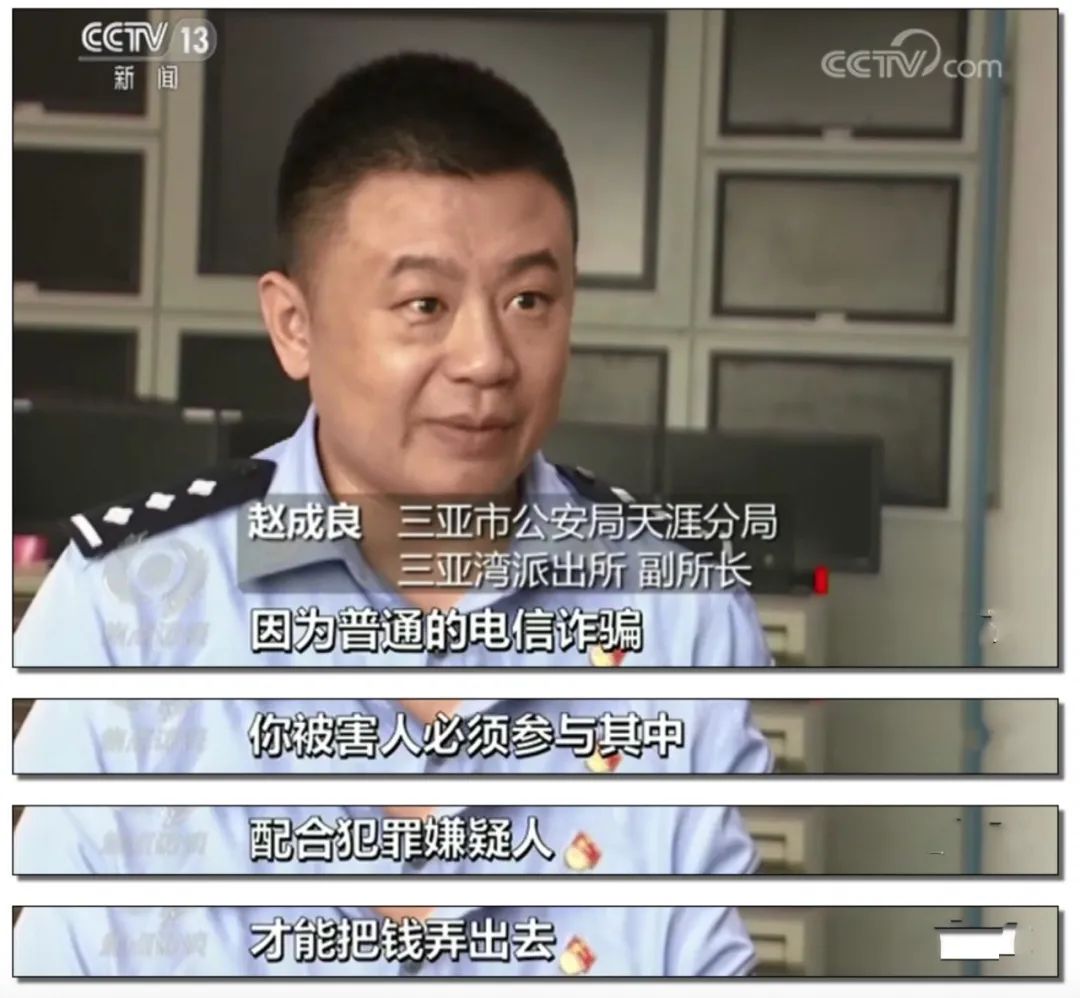 CCTV 13
新闻
CCTV.com
赵成良 三亚市公安局天涯分局
三亚湾派出所 副所长
因为普通的电信诈骗
你被害人必须参与其中
配合犯罪嫌疑人
才能把钱弄出去